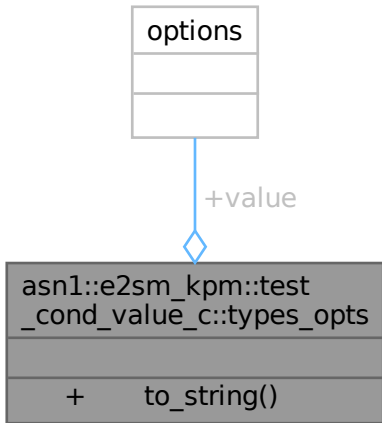 options
+value
asn1::e2sm_kpm::test
_cond_value_c::types_opts
+ to_string()